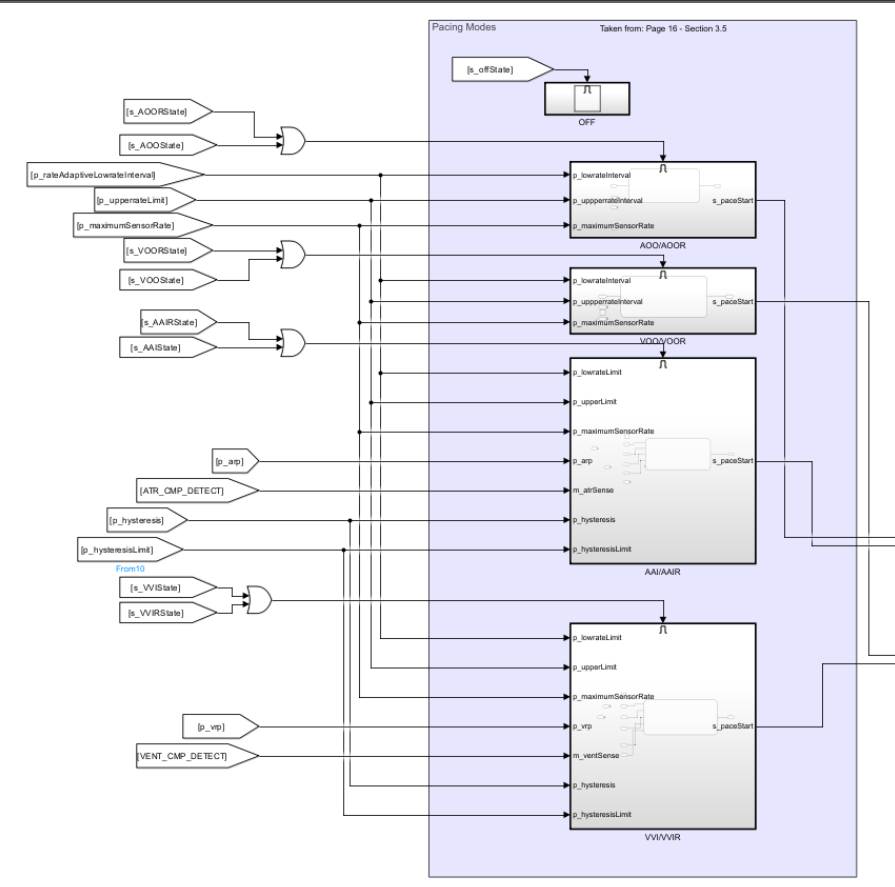 Pacing Modes
Taken from: Page 16 - Section 3.5
[s_offState]
OFF
[s_AOORState]
[s_AOOState]
[p_rateAdaptiveLowrateInterval]
[p_upperrateLimit]
[p_maximumSensorRate]
p_lowrateInterval
p_uppperrateInterval
p_maximumSensorRate
s_paceStart
AOO/AOOR
[s_VOORState]
[s_VOOState]
p_lowrateInterval
p_uppperrateInterval
p_maximumSensorRate
s_paceStart
VOO/VOOR
[s_AAIRState]
[s_AAIState]
p_lowrateLimit
p_upperLimit
p_maximumSensorRate
p_arp
m_atrSense
p_hysteresis
p_hysteresisLimit
s_paceStart
AAI/AAIR
[p_arp]
[ATR_CMP_DETECT]
[p_hysteresis]
[p_hysteresisLimit]
From10
[s_VVIState]
[s_VVIRState]
p_lowrateLimit
p_upperLimit
p_maximumSensorRate
p_vrp
m_ventSense
p_hysteresis
p_hysteresisLimit
s_paceStart
VVI/VVIR
[p_vrp]
[VENT_CMP_DETECT]